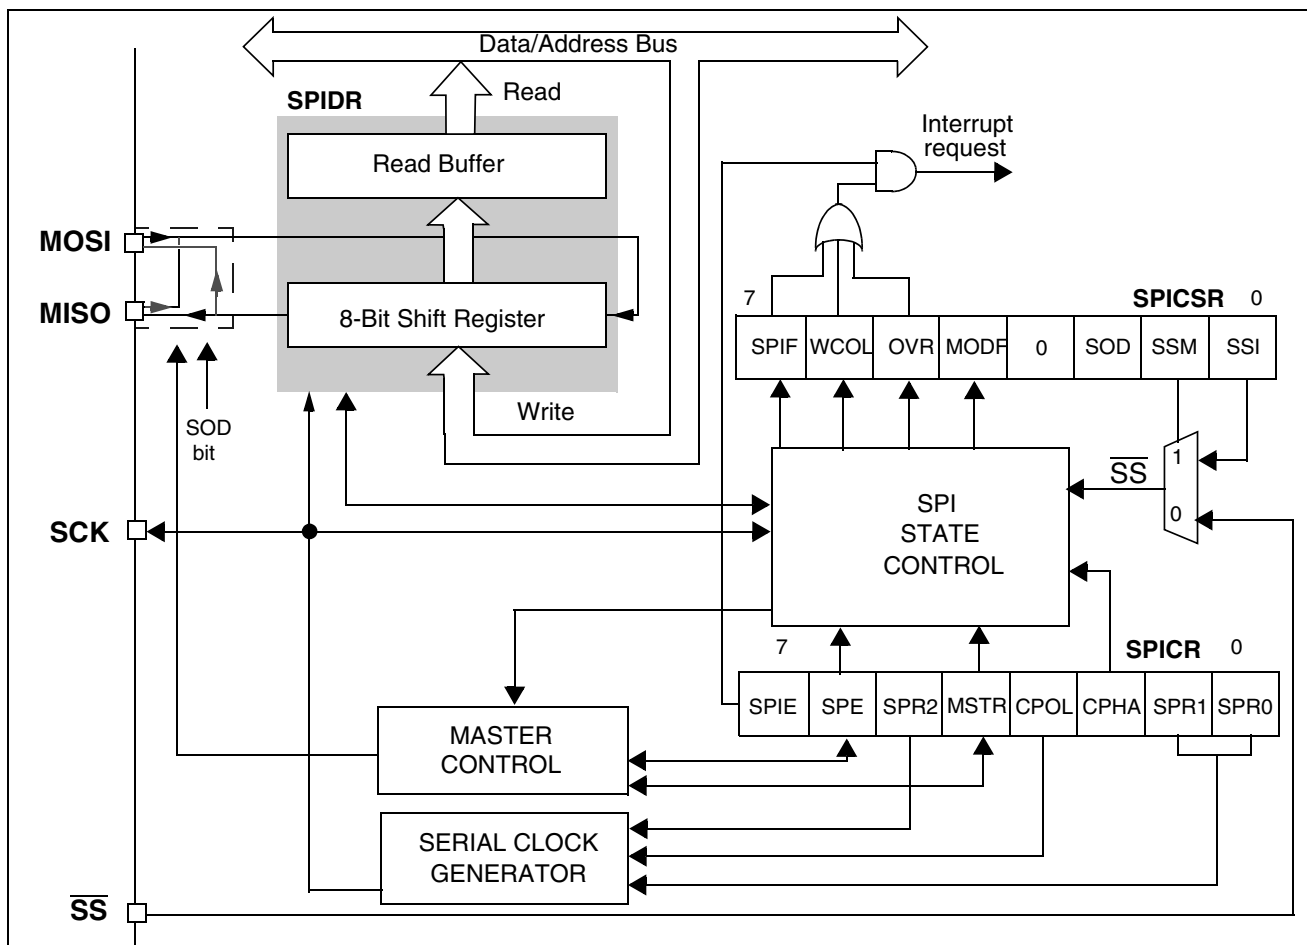 Data/Address Bus
SPIDR
Read
Read Buffer
Interrupt
request
MOSI
MISO
8-Bit Shift Register
7
SPICSR
0
SPIF
WCOL
OVR
MODF
0
SOD
SSM
SSI
Write
SOD
bit
1
SS
0
SCK
SPI
STATE
CONTROL
7
SPICR
0
SPIE
SPE
SPR2
MSTR
CPOL
CPHA
SPR1
SPR0
MASTER
CONTROL
SERIAL CLOCK
GENERATOR
SS